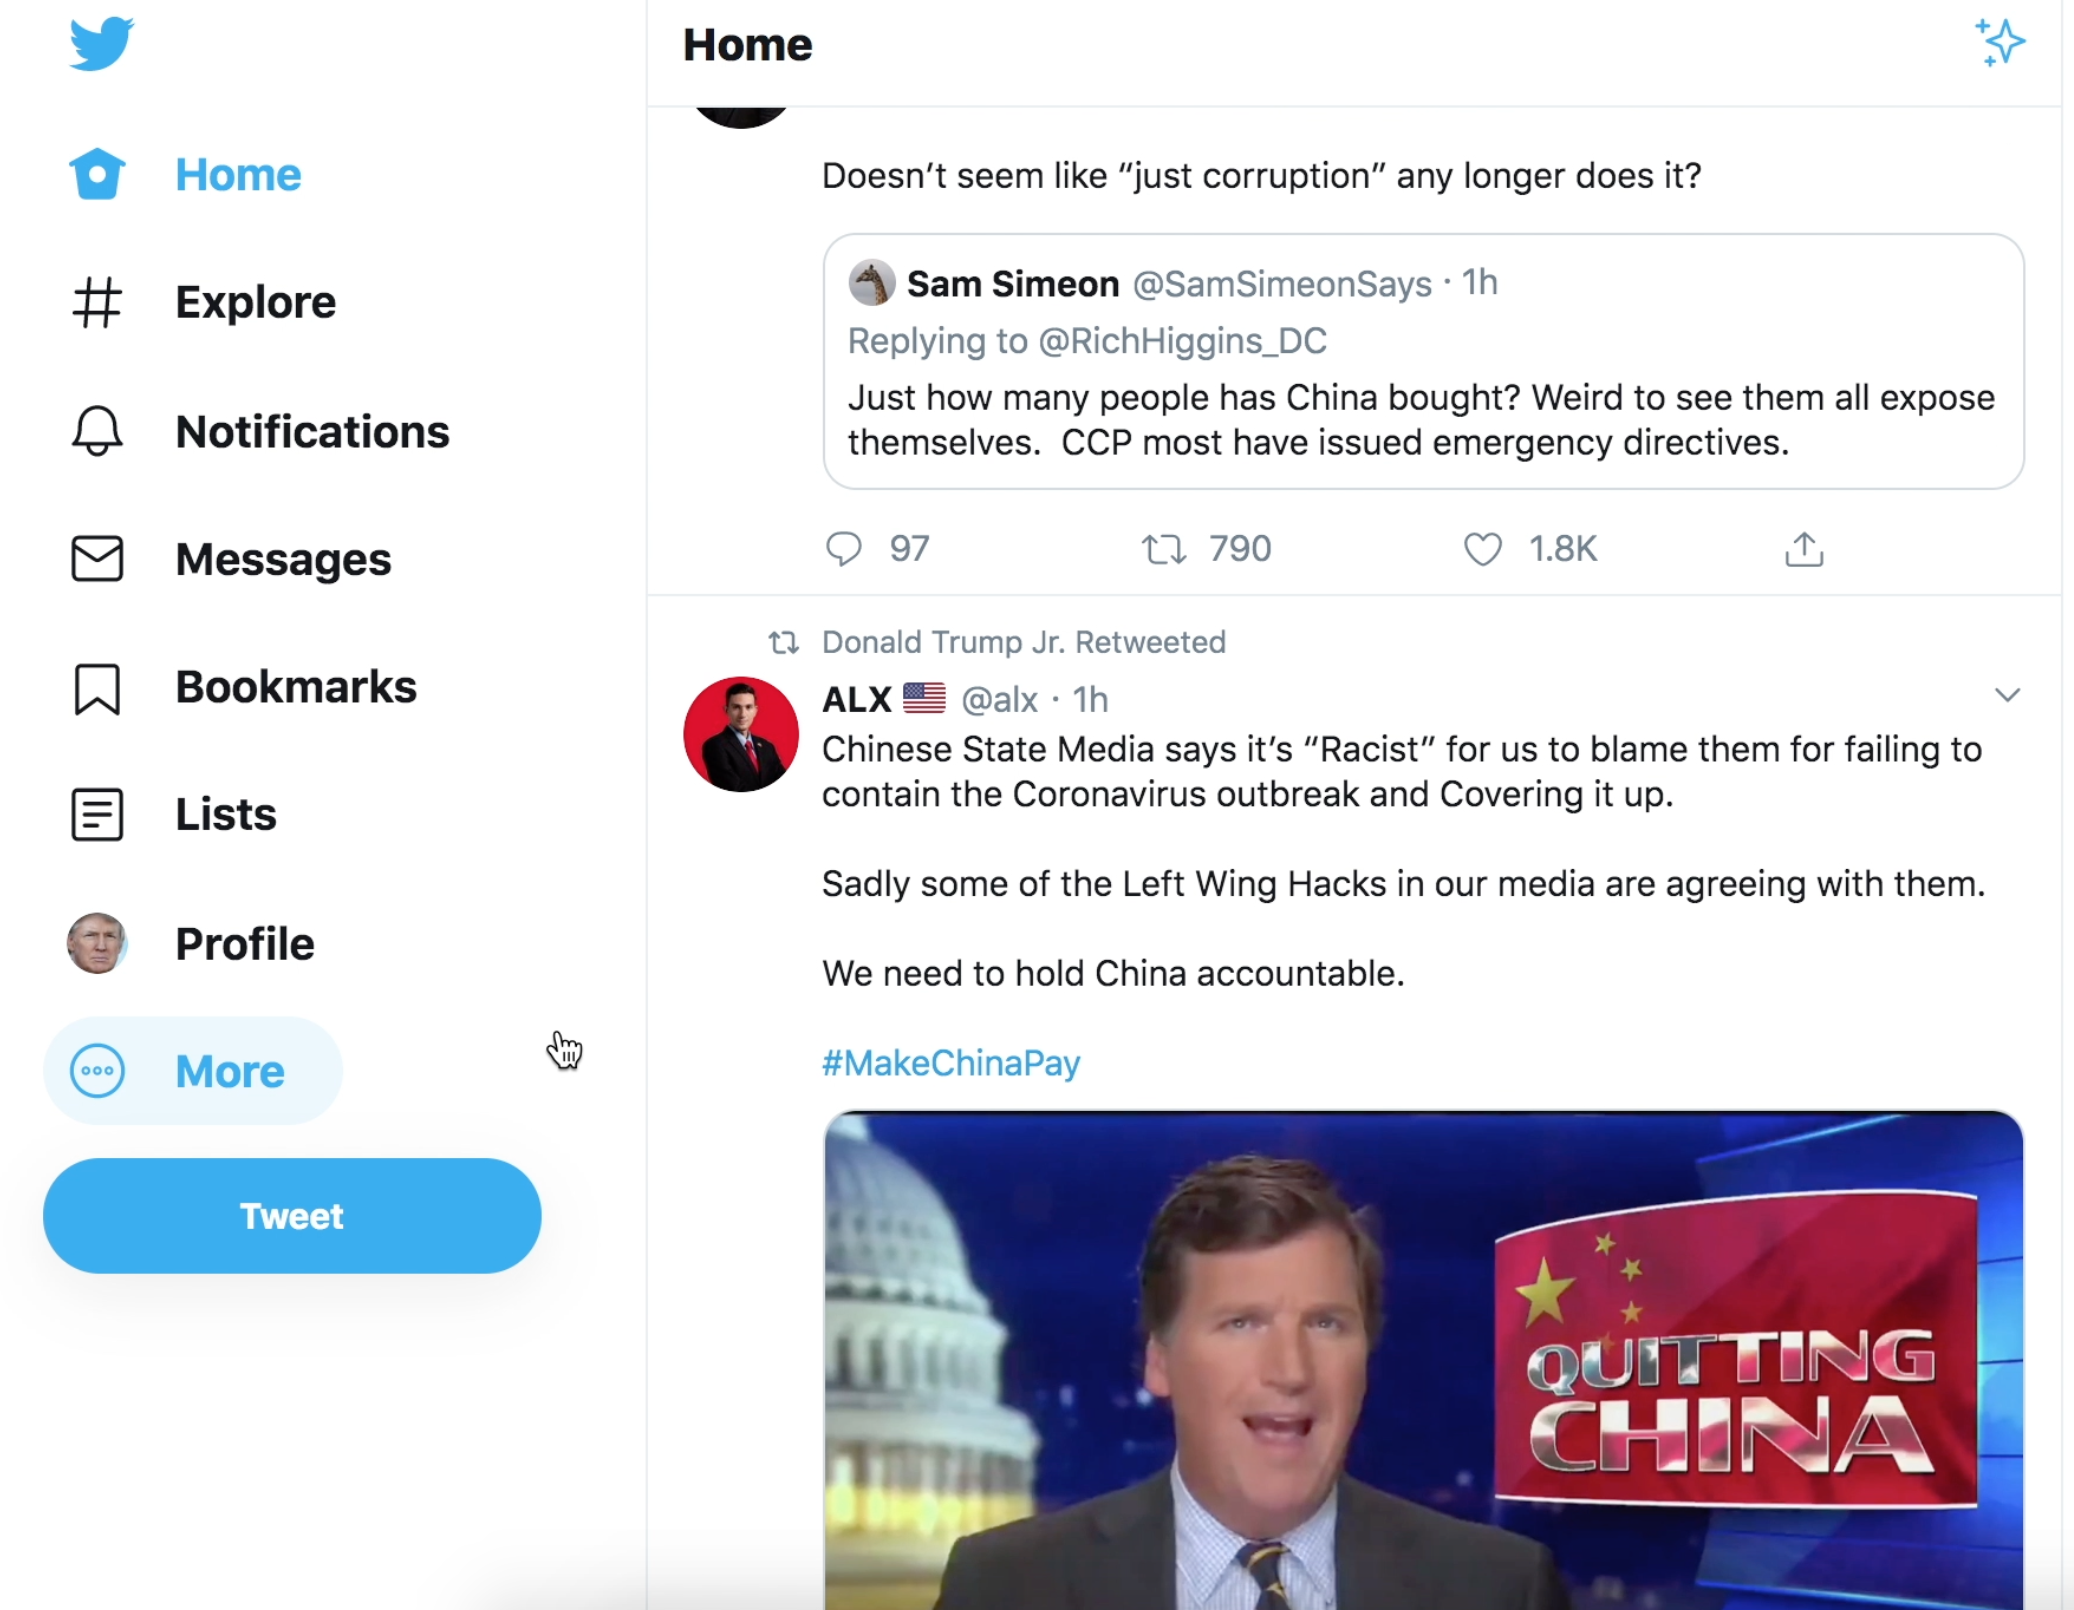 Home
Home
Explore
Notifications
Messages
Bookmarks
Lists
Profile
More
Tweet
Doesn’t seem like “just corruption” any longer does it?
Sam Simeon @SamSimeonSays · 1h
Replying to @RichHiggins_DC
Just how many people has China bought? Weird to see them all expose
themselves.  CCP most have issued emergency directives.
97 790 1.8K
Donald Trump Jr. Retweeted
ALX 🇺🇸 @alx · 1h
Chinese State Media says it’s “Racist” for us to blame them for failing to
contain the Coronavirus outbreak and Covering it up.
Sadly some of the Left Wing Hacks in our media are agreeing with them.
We need to hold China accountable.
#MakeChinaPay
QUITTING
CHINA